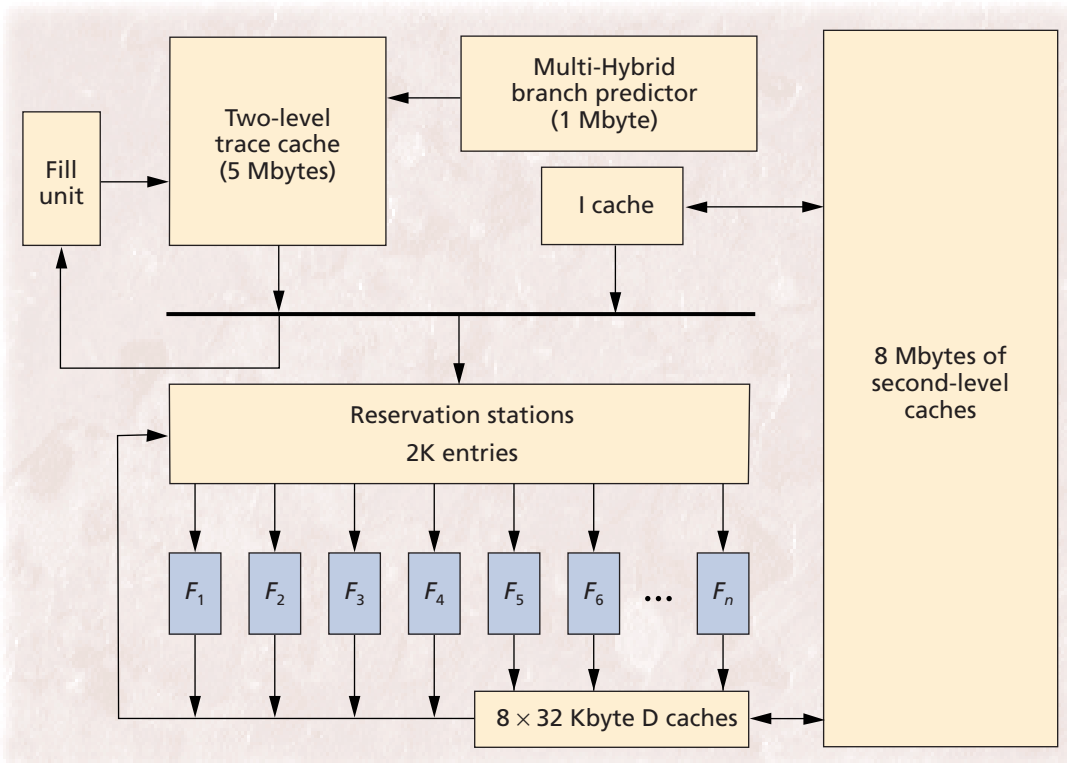 Multi-Hybrid
branch predictor
(1 Mbyte)
Two-level
trace cache
(5 Mbytes)
Fill
unit
I cache
8 Mbytes of
second-level
caches
Reservation stations
2K entries
F1 F2 F3 F4 F5 F6 ... Fn
8 × 32 Kbyte D caches